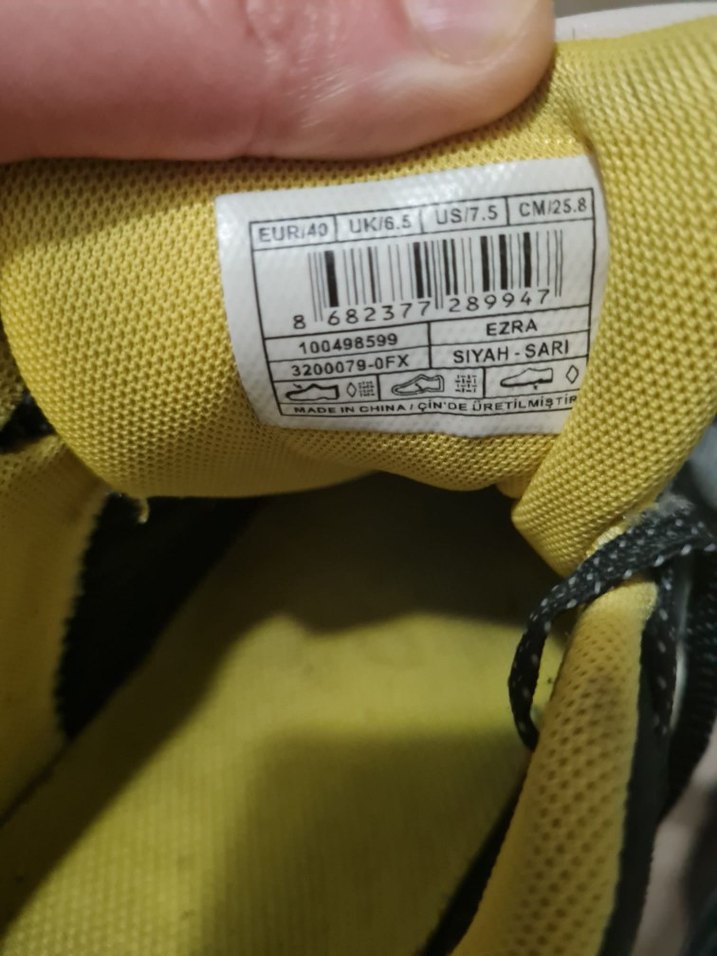 EUR/40 UK/6.5 US/7.5 CM/25.8
8 682377 289947
100498599 EZRA
3200079-0FX SIYAH - SARI
MADE IN CHINA / ÇİN'DE ÜRETİLMİŞTİR